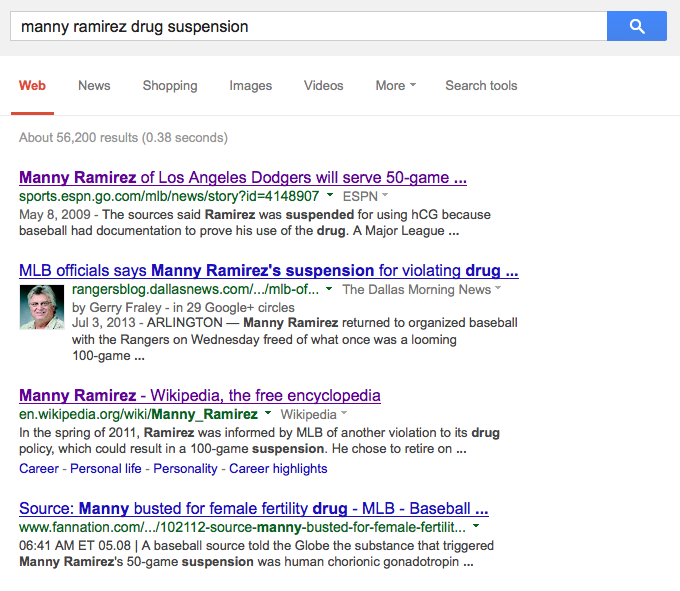 manny ramirez drug suspension
Web News Shopping Images Videos More Search tools
About 56,200 results (0.38 seconds)
Manny Ramirez of Los Angeles Dodgers will serve 50-game ...
sports.espn.go.com/mlb/news/story?id=4148907 ESPN
May 8, 2009 - The sources said Ramirez was suspended for using hCG because
baseball had documentation to prove his use of the drug. A Major League ...
MLB officials says Manny Ramirez's suspension for violating drug ...
rangersblog.dallasnews.com/.../mlb-of... The Dallas Morning News
by Gerry Fraley - in 29 Google+ circles
Jul 3, 2013 - ARLINGTON — Manny Ramirez returned to organized baseball
with the Rangers on Wednesday freed of what once was a looming
100-game ...
Manny Ramirez - Wikipedia, the free encyclopedia
en.wikipedia.org/wiki/Manny_Ramirez Wikipedia
In the spring of 2011, Ramirez was informed by MLB of another violation to its drug
policy, which could result in a 100-game suspension. He chose to retire on ...
Career - Personal life - Personality - Career highlights
Source: Manny busted for female fertility drug - MLB - Baseball ...
www.fannation.com/.../102112-source-manny-busted-for-female-fertilit...
06:41 AM ET 05.08 | A baseball source told the Globe the substance that triggered
Manny Ramirez's 50-game suspension was human chorionic gonadotropin ...